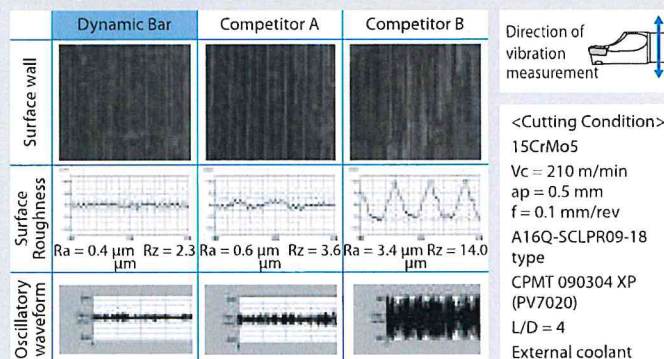 Dynamic Bar
Competitor A
Competitor B
Surface wall
Surface
Roughness
Ra = 0.4 µm Rz = 2.3
µm
Ra = 0.6 µm Rz = 3.6
µm
Ra = 3.4 µm Rz = 14.0
µm
Oscillatory
waveform
Direction of
vibration
measurement
<Cutting Condition>
15CrMo5
Vc = 210 m/min
ap = 0.5 mm
f = 0.1 mm/rev
A16Q-SCLPR09-18
type
CPMT 090304 XP
(PV7020)
L/D = 4
External coolant